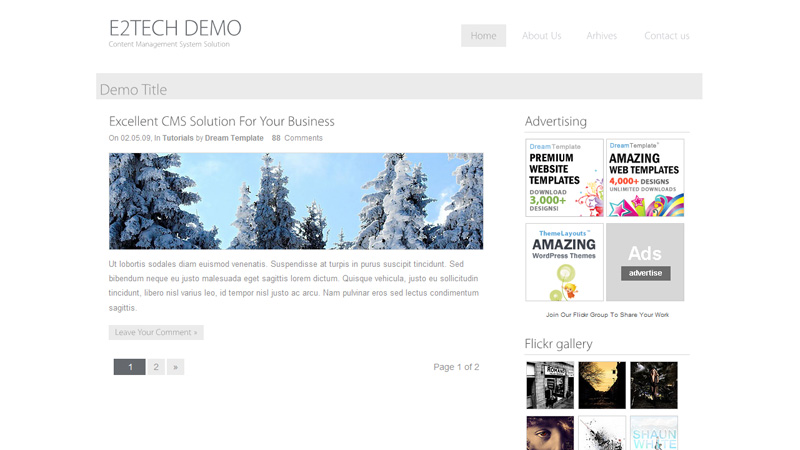 E2TECH DEMO
Content Management System Solution
Home
About Us
Arhives
Contact us
Demo Title
Excellent CMS Solution For Your Business
On 02.05.09, In Tutorials by Dream Template 88 Comments
Ut lobortis sodales diam euismod venenatis. Suspendisse at turpis in purus suscipit tincidunt. Sed
bibendum neque eu justo malesuada eget sagittis lorem dictum. Quisque vehicula, justo eu sollicitudin
tincidunt, libero nisl varius leo, id tempor nisl justo ac arcu. Nam pulvinar eros sed lectus condimentum
sagittis.
Leave Your Comment »
1
2
»
Page 1 of 2
Advertising
DreamTemplate
PREMIUM
WEBSITE
TEMPLATES
DOWNLOAD
3,000+
DESIGNS!
DreamTemplate™
AMAZING
WEB TEMPLATES
4,000+ DESIGNS
UNLIMITED DOWNLOADS
ThemeLayouts™
AMAZING
WordPress Themes
Ads
advertise
Join Our Flickr Group To Share Your Work
Flickr gallery
SHAUN
WHITE